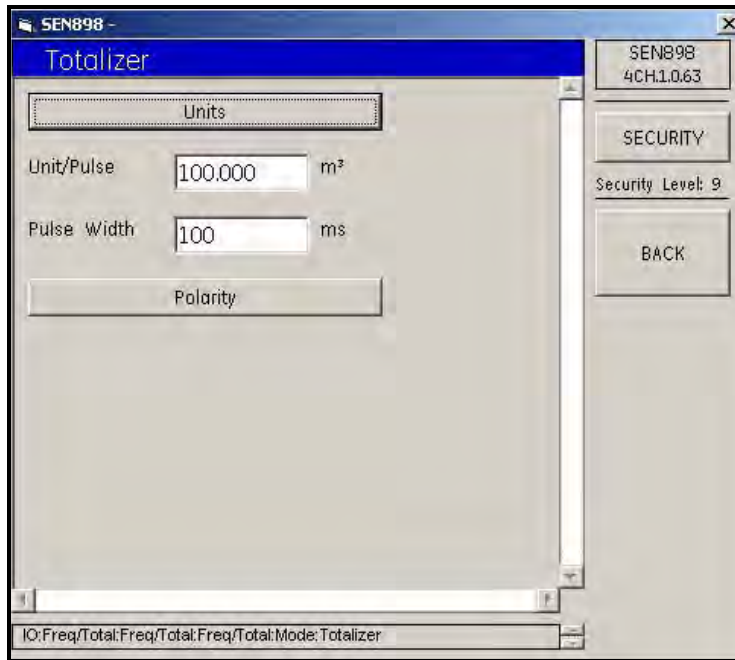 SEN898 -
Totalizer
Units
Unit/Pulse 100.000 m³
Pulse Width 100 ms
Polarity
SEN898
4CH.1.0.63
SECURITY
Security Level: 9
BACK
IO:Freq/Total:Freq/Total:Freq/Total:Mode:Totalizer